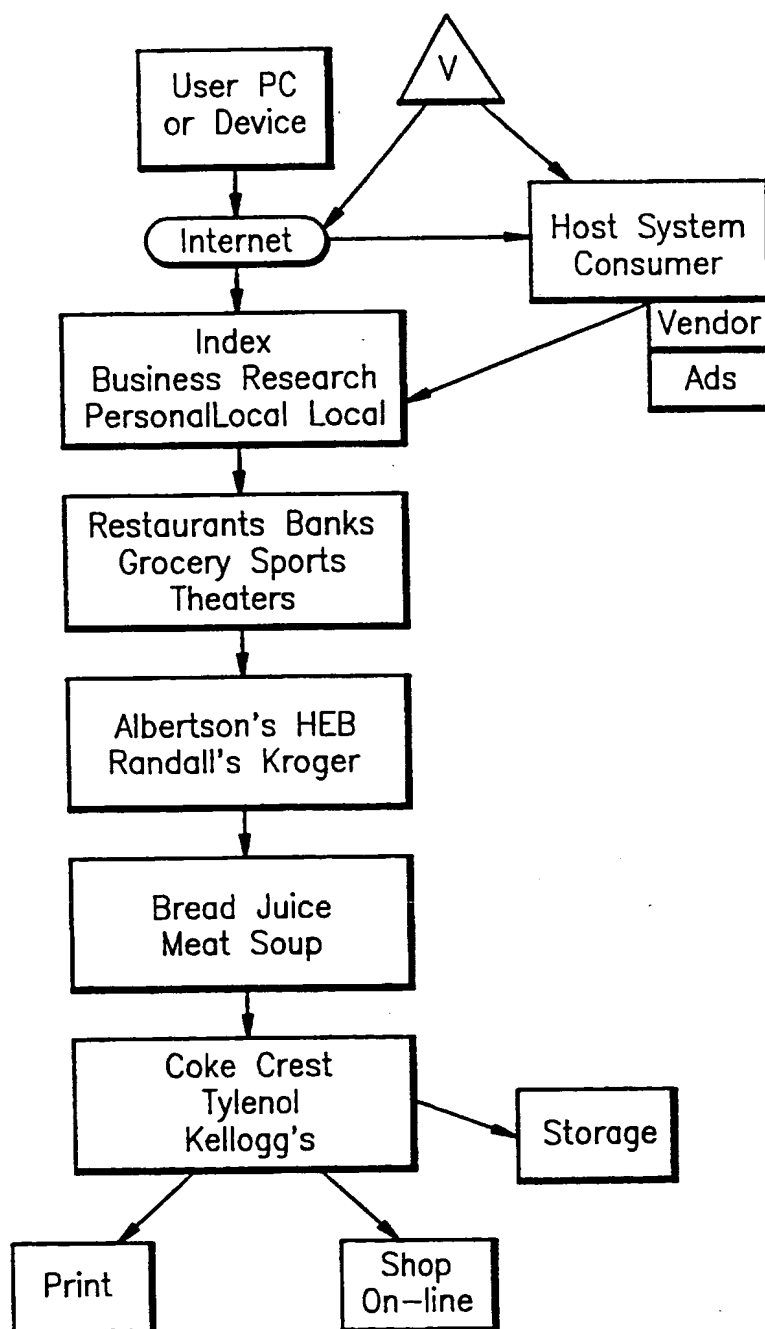 User PC
or Device
V
Internet
Host System
Consumer
Vendor
Ads
Index
Business Research
PersonalLocal Local
Restaurants Banks
Grocery Sports
Theaters
Albertson's HEB
Randall's Kroger
Bread Juice
Meat Soup
Coke Crest
Tylenol
Kellogg's
Storage
Print
Shop
On-line